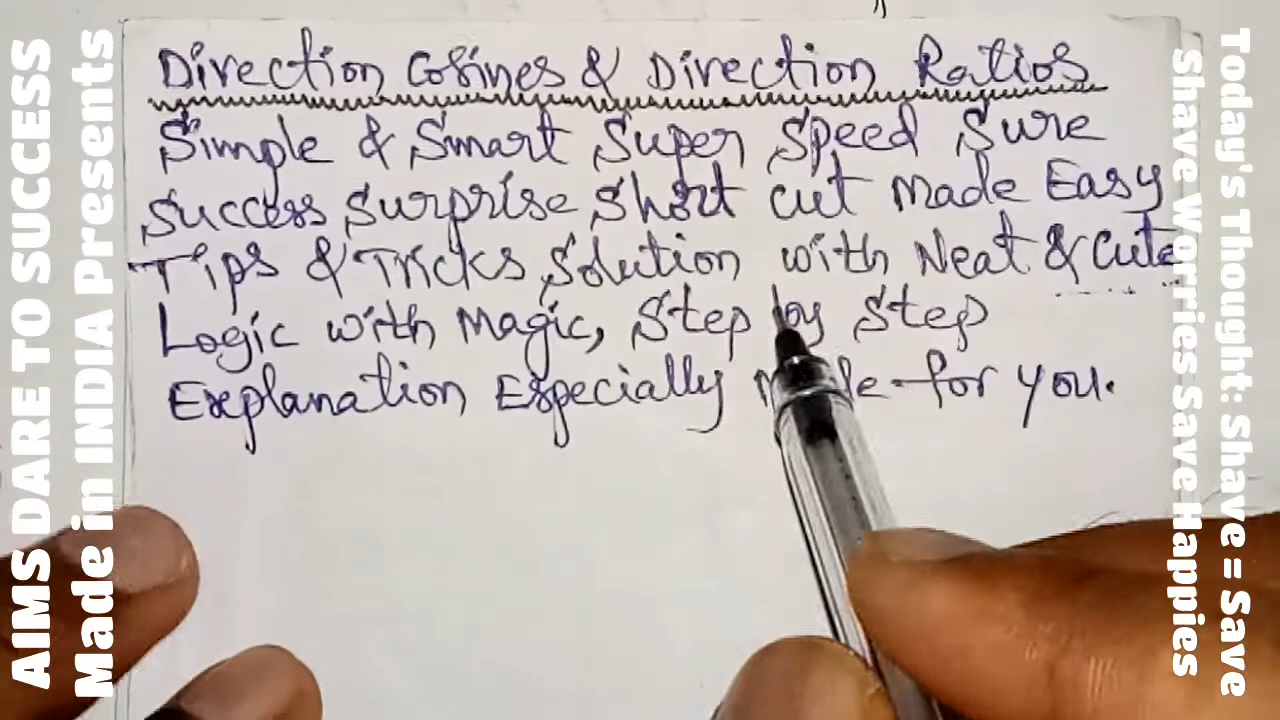 AIMS DARE TO SUCCESS
Made in INDIA Presents
Direction Cosines & Direction Ratios
Simple & Smart Super Speed Sure
Success Surprise Short cut Made Easy
Tips & Tricks Solution with Neat & Cute
Logic with Magic, Step by Step
Explanation Especially Made for you.
Today's Thought: Shave = Save
Shave Worries Save Happies